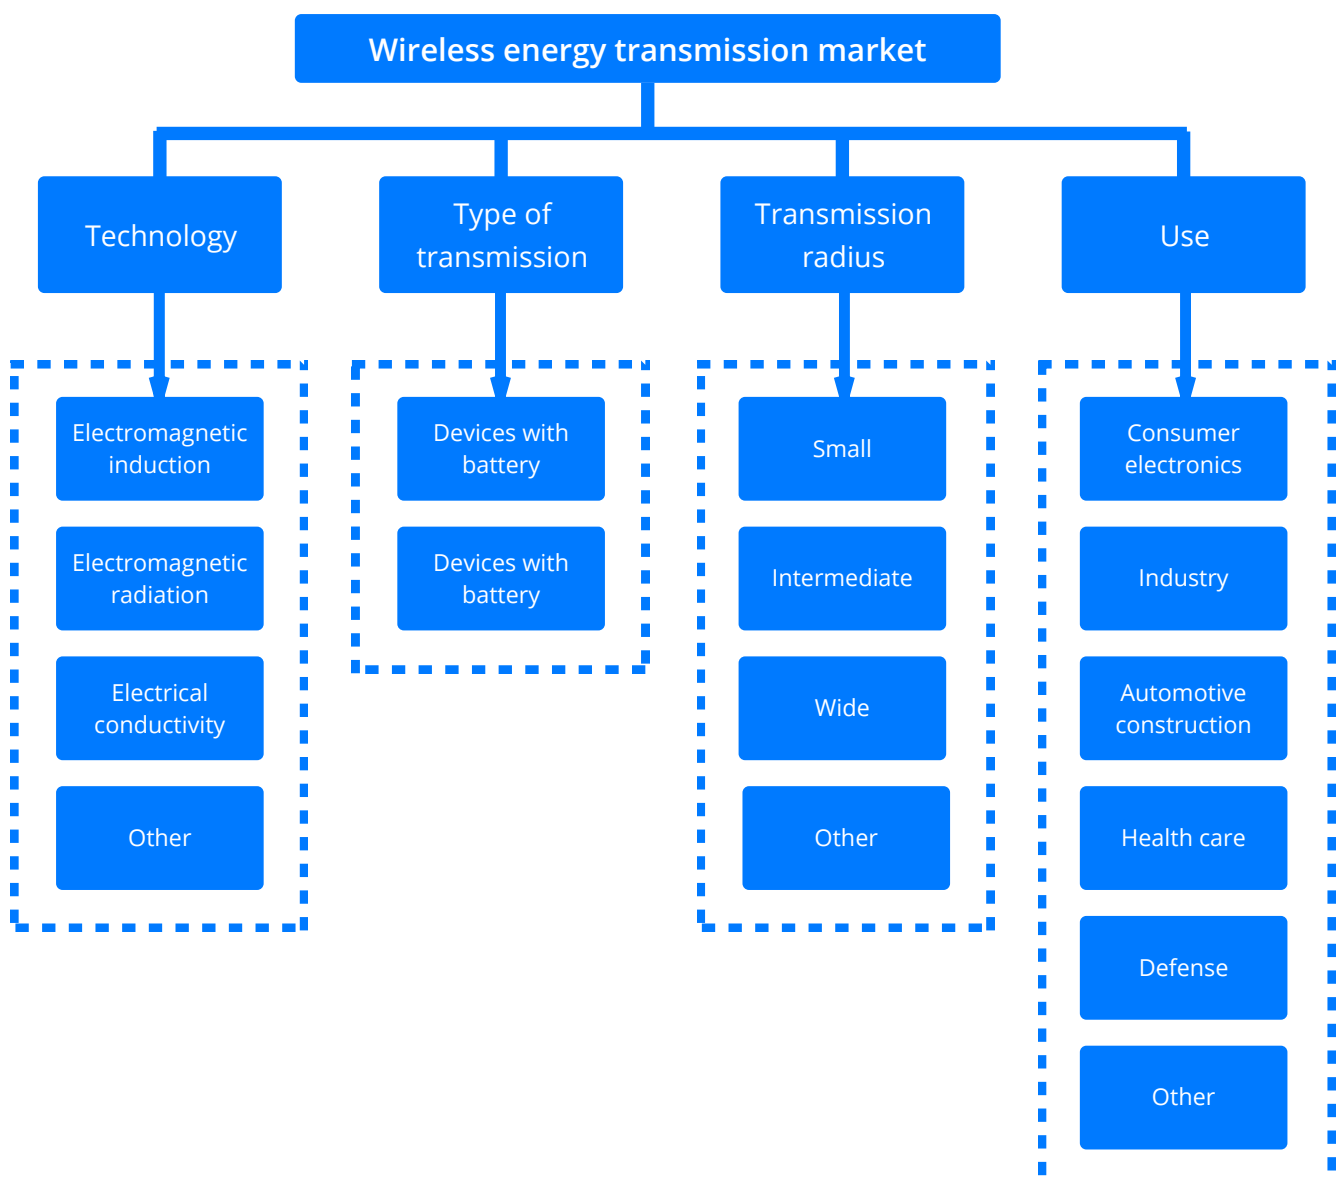 Wireless energy transmission market
Technology
Type of
transmission
Transmission
radius
Use
Electromagnetic
induction
Electromagnetic
radiation
Electrical
conductivity
Other
Devices with
battery
Devices with
battery
Small
Intermediate
Wide
Other
Consumer
electronics
Industry
Automotive
construction
Health care
Defense
Other